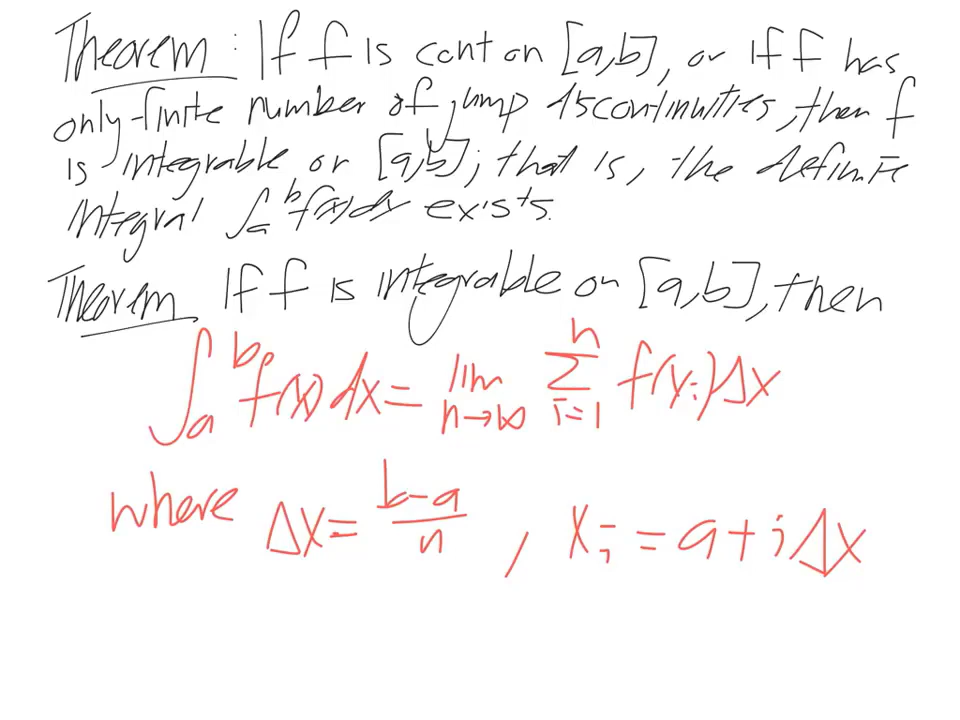 Theorem: If f is cont on [a,b], or if f has
only finite number of jump discontinuities, then f
is integrable or [a,b]; that is, the definite
integral ∫_a^b f(x)dx exists.
Theorem If f is integrable on [a,b], then
∫_a^b f(x) dx = lim_{n→∞} ∑_{i=1}^n f(x_i)Δx
where Δx = (b-a)/n , x_i = a + iΔx